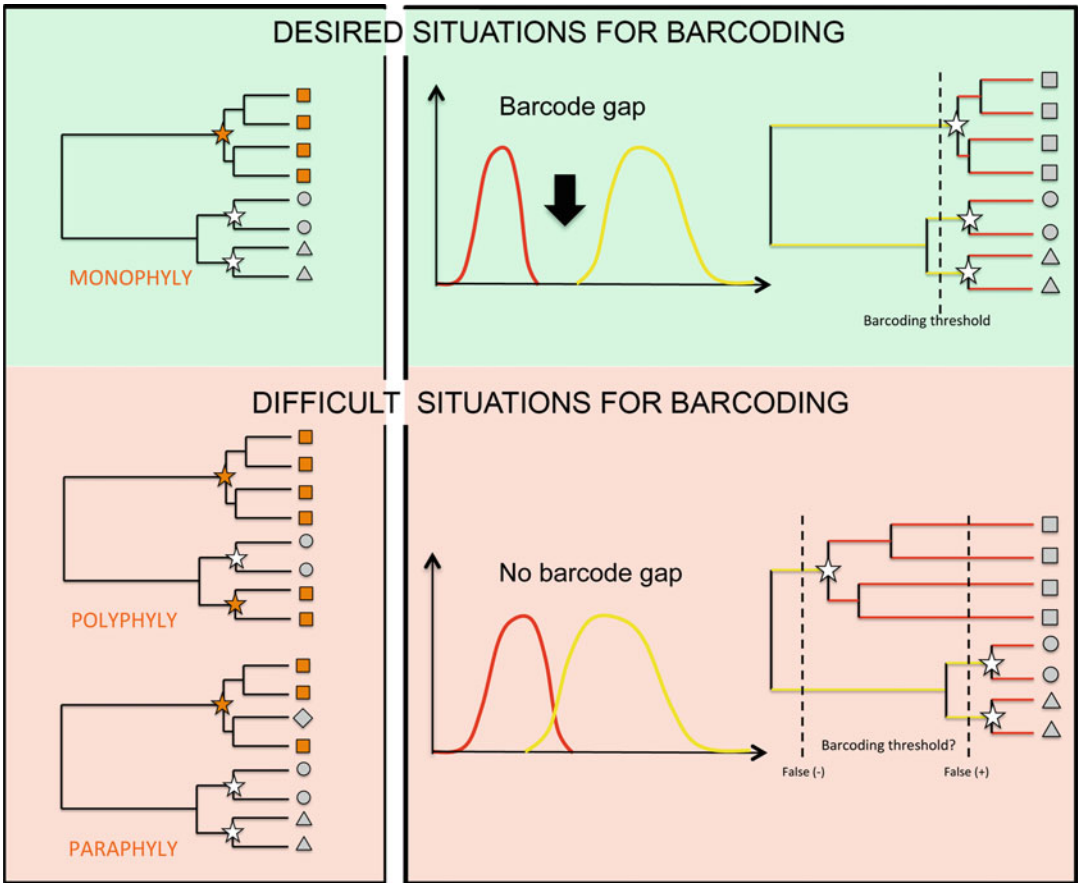 DESIRED SITUATIONS FOR BARCODING
MONOPHYLY
Barcode gap
Barcoding threshold
DIFFICULT SITUATIONS FOR BARCODING
POLYPHYLY
PARAPHYLY
No barcode gap
Barcoding threshold?
False (-)
False (+)